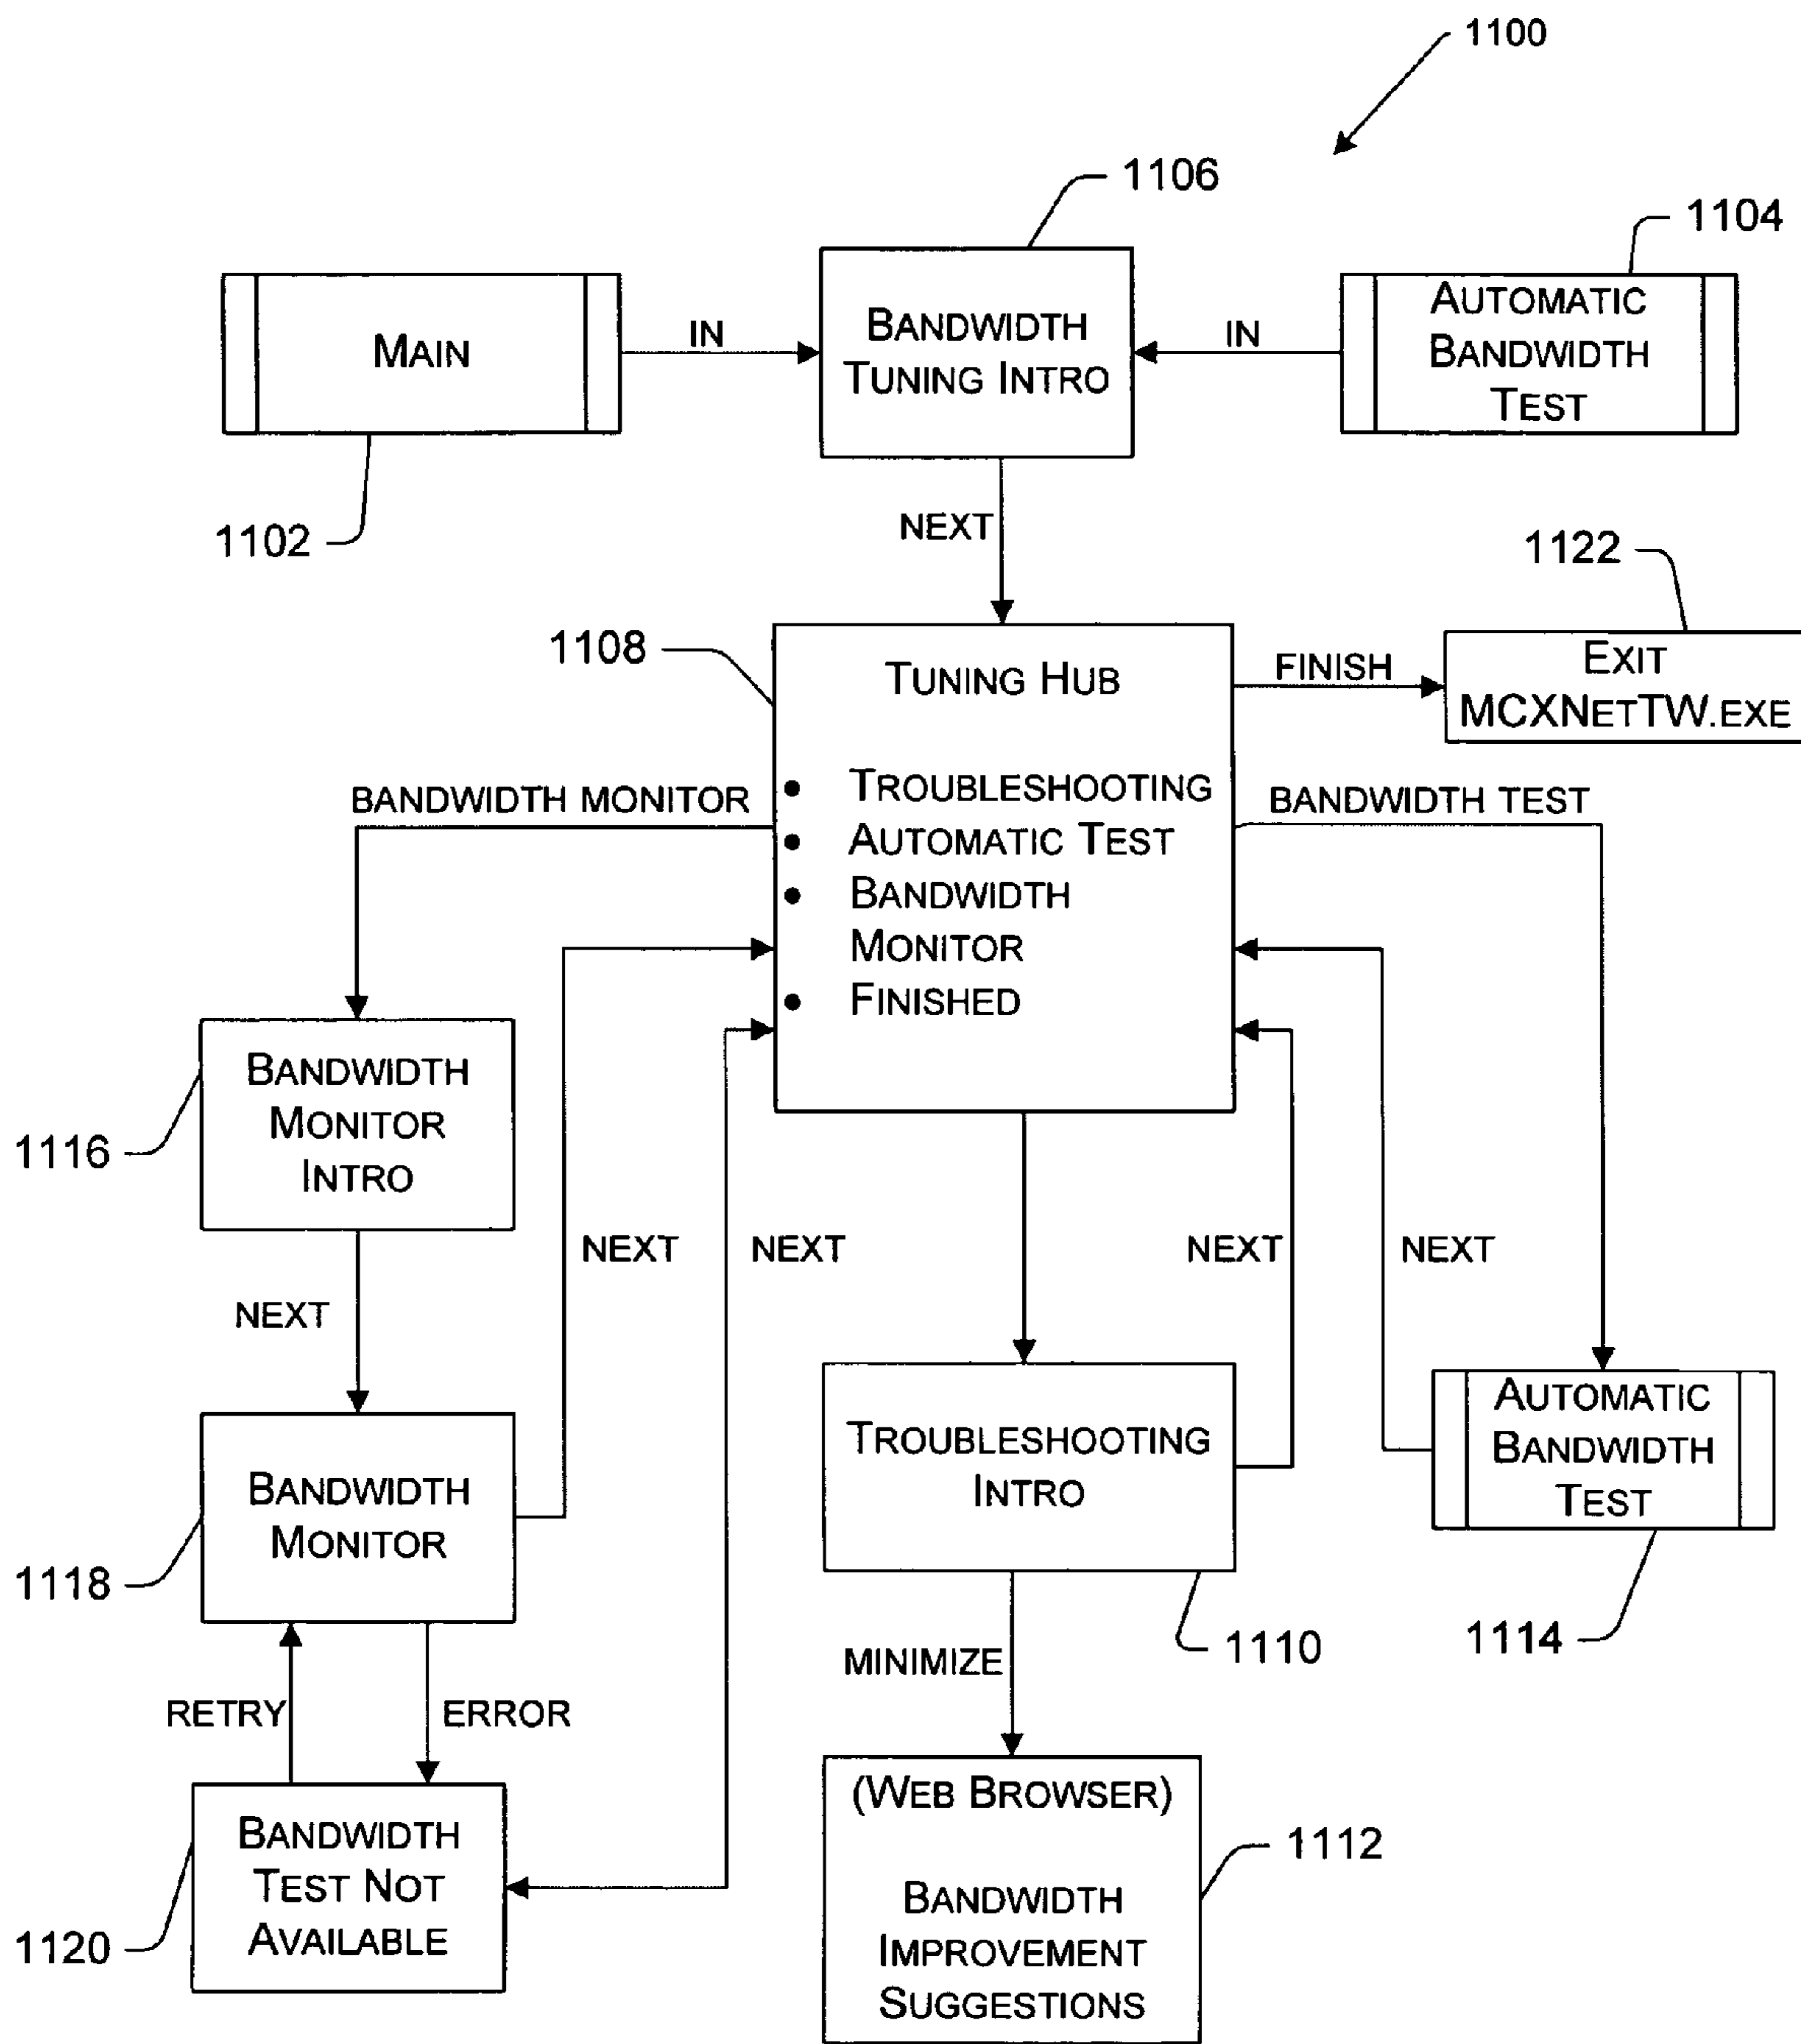 1100
1106
1104
MAIN
IN
BANDWIDTH
TUNING INTRO
IN
AUTOMATIC
BANDWIDTH
TEST
1102
NEXT
1122
1108
TUNING HUB
FINISH
EXIT
MCXNETTW.EXE
BANDWIDTH MONITOR
• TROUBLESHOOTING
• AUTOMATIC TEST
• BANDWIDTH
MONITOR
• FINISHED
BANDWIDTH TEST
BANDWIDTH
MONITOR
INTRO
1116
NEXT
NEXT
NEXT
NEXT
NEXT
TROUBLESHOOTING
INTRO
AUTOMATIC
BANDWIDTH
TEST
BANDWIDTH
MONITOR
1118
1110
1114
MINIMIZE
RETRY
ERROR
(WEB BROWSER)
BANDWIDTH
IMPROVEMENT
SUGGESTIONS
1112
BANDWIDTH
TEST NOT
AVAILABLE
1120